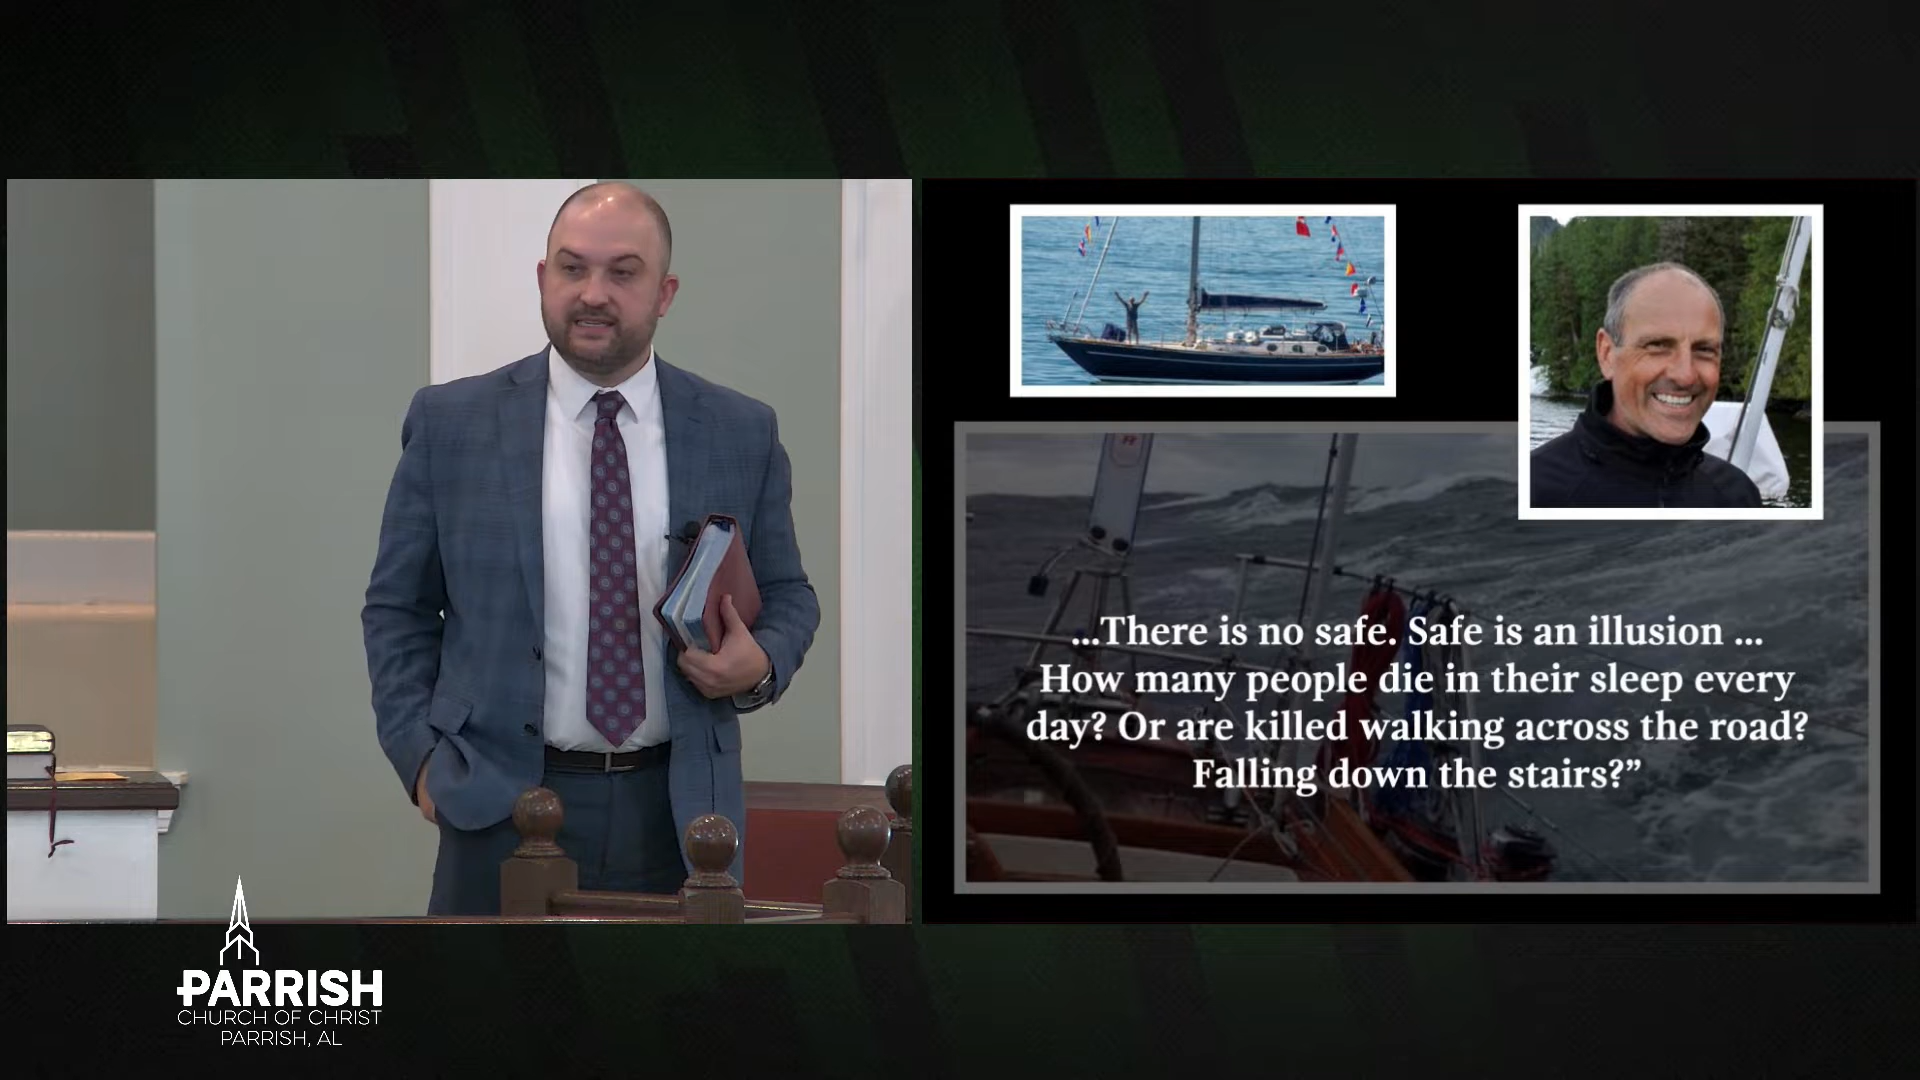 ...There is no safe. Safe is an illusion ...
How many people die in their sleep every
day? Or are killed walking across the road?
Falling down the stairs?”
PARRISH
CHURCH OF CHRIST
PARRISH, AL